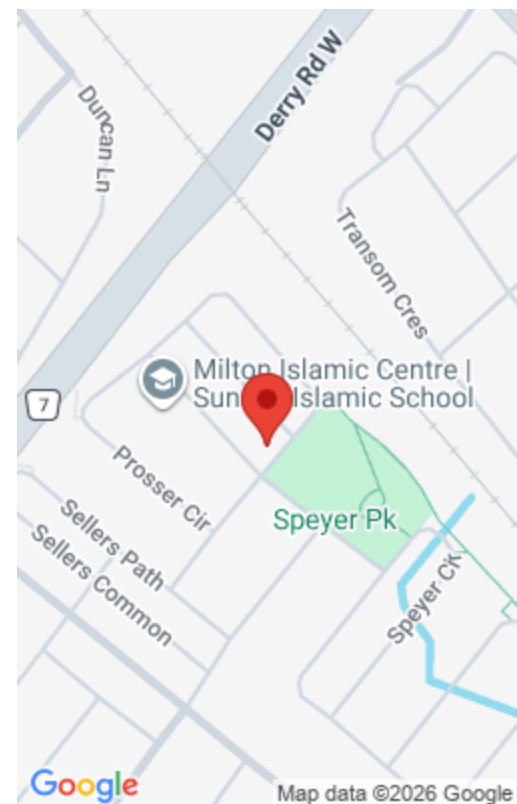 Duncan Ln
Derry Rd W
Transom Cres
Milton Islamic Centre |
Islamic School
7
Prosser Cir
Sellers Path
Sellers Common
Speyer Pk
Speyer CK
Google
Map data ©2026 Google